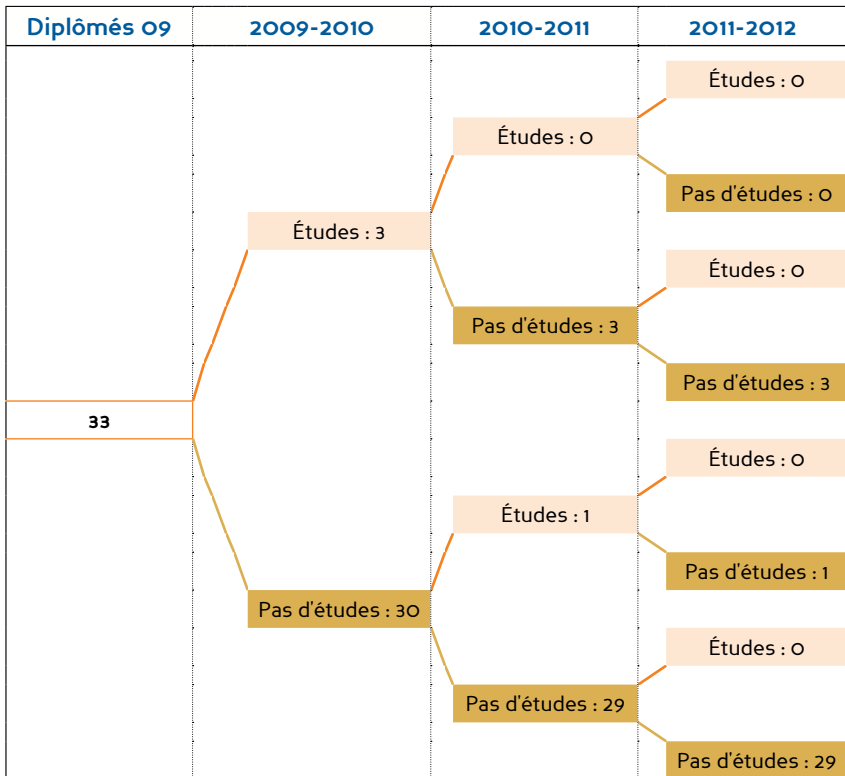 Diplômés 09 2009-2010 2010-2011 2011-2012
Études : 0
Études : 0
Pas d'études : 0
Études : 3
Études : 0
Pas d'études : 3
Pas d'études : 3
33
Études : 0
Études : 1
Pas d'études : 1
Pas d'études : 30
Études : 0
Pas d'études : 29
Pas d'études : 29